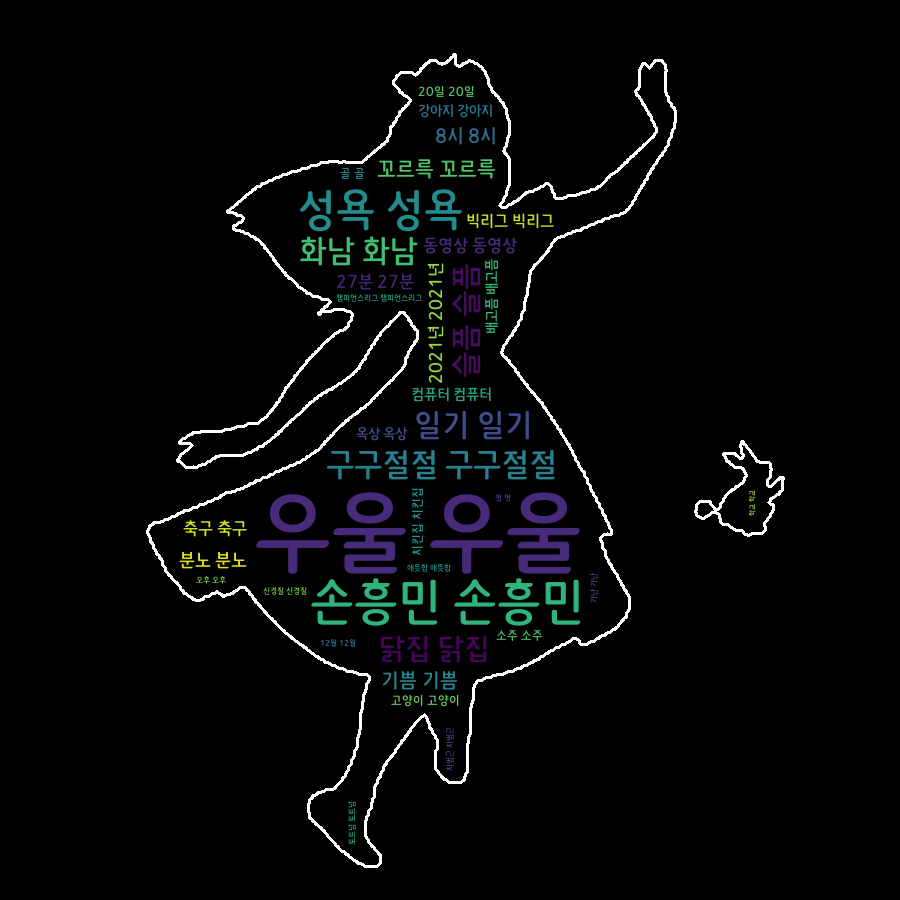 20일 20일
강아지 강아지
8시 8시
골 골
꼬르륵 꼬르륵
성욕 성욕
빅리그 빅리그
화남 화남
동영상 동영상
27분 27분
챔피언스리그 챔피언스리그
2021년 2021년
슬픔 슬픔
배고픔 배고픔
컴퓨터 컴퓨터
옥상 옥상
일기 일기
구구절절 구구절절
우울 우울
치킨집 치킨집
축구 축구
분노 분노
오후 오후
애뜻함 애뜻함
신경질 신경질
손흥민 손흥민
가난 가난
소주 소주
12월 12월
닭집 닭집
기쁨 기쁨
고양이 고양이
차범근 차범근
토트넘 토트넘
학교 학교